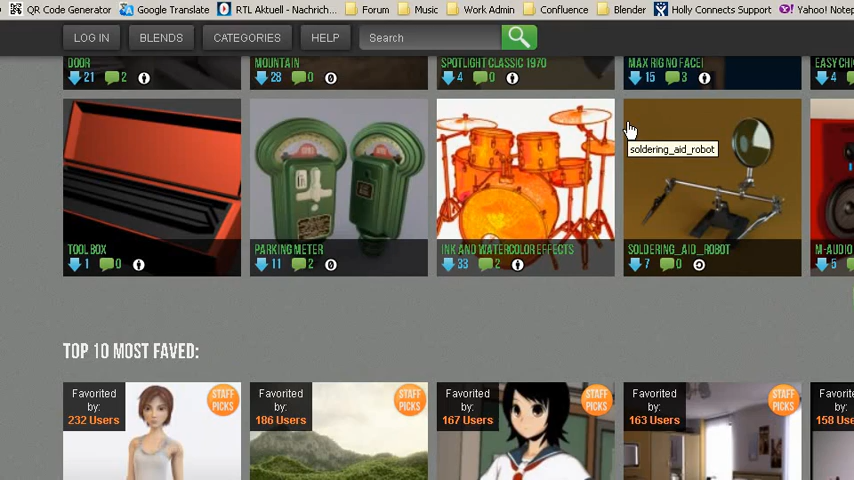 QR Code Generator Google Translate RTL Aktuell - Nachrich... Forum Music Work Admin Confluence Blender Holly Connects Support Yahoo! Notep
LOG IN BLENDS CATEGORIES HELP Search
DOOR MOUNTAIN SPOTLIGHT CLASSIC 1970 MAX RIG NO FACE!
21 2 28 0 4 0 15 3 4
soldering_aid_robot
TOOL BOX PARKING METER INK AND WATERCOLOR EFFECTS SOLDERING_AID_ROBOT M-AUDIO
1 0 11 2 33 2 7 0 5
TOP 10 MOST FAVED:
Favorited by: 232 Users STAFF PICKS
Favorited by: 186 Users STAFF PICKS
Favorited by: 167 Users STAFF PICKS
Favorited by: 163 Users STAFF PICKS
Favorited by: 158 Users